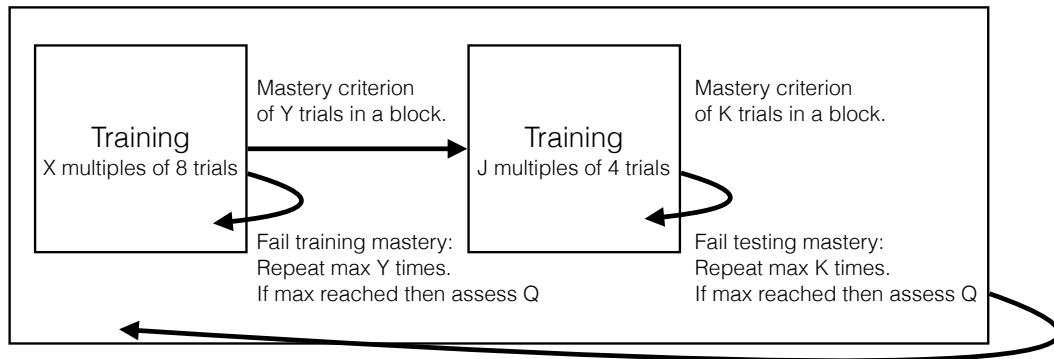 Training
X multiples of 8 trials
Mastery criterion
of Y trials in a block.
Fail training mastery:
Repeat max Y times.
If max reached then assess Q
Training
J multiples of 4 trials
Mastery criterion
of K trials in a block.
Fail testing mastery:
Repeat max K times.
If max reached then assess Q